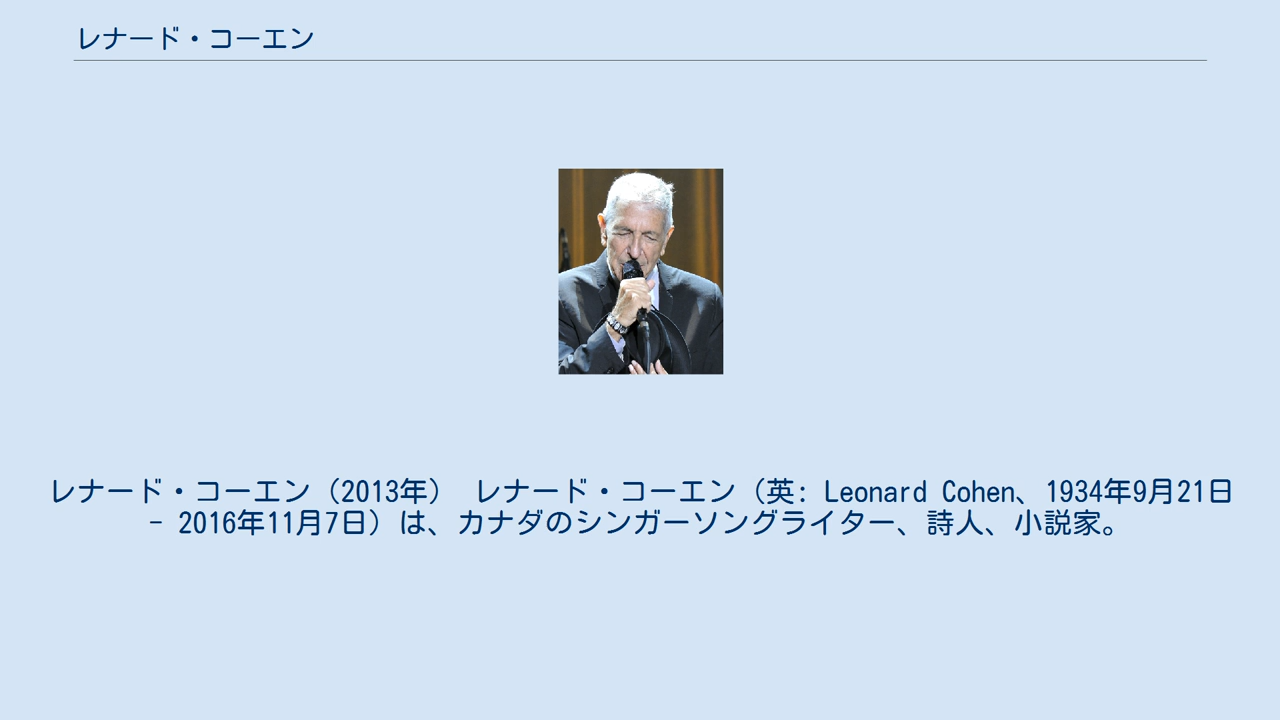 レナード・コーエン
レナード・コーエン（2013年） レナード・コーエン（英: Leonard Cohen、1934年9月21日
- 2016年11月7日）は、カナダのシンガーソングライター、詩人、小説家。